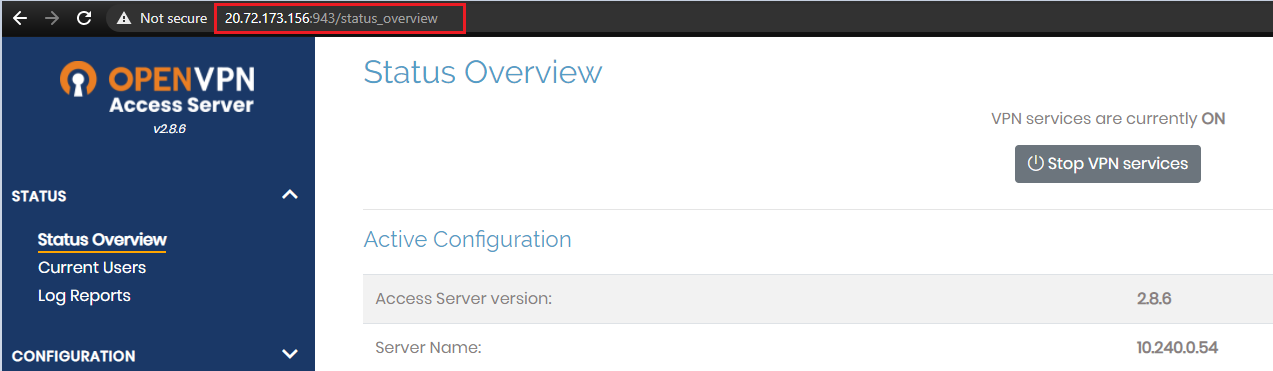 Not secure 20.72.173.156:943/status_overview
OPENVPN
Access Server
v2.8.6
STATUS
Status Overview
Current Users
Log Reports
CONFIGURATION
Status Overview
VPN services are currently ON
Stop VPN services
Active Configuration
Access Server version: 2.8.6
Server Name: 10.240.0.54